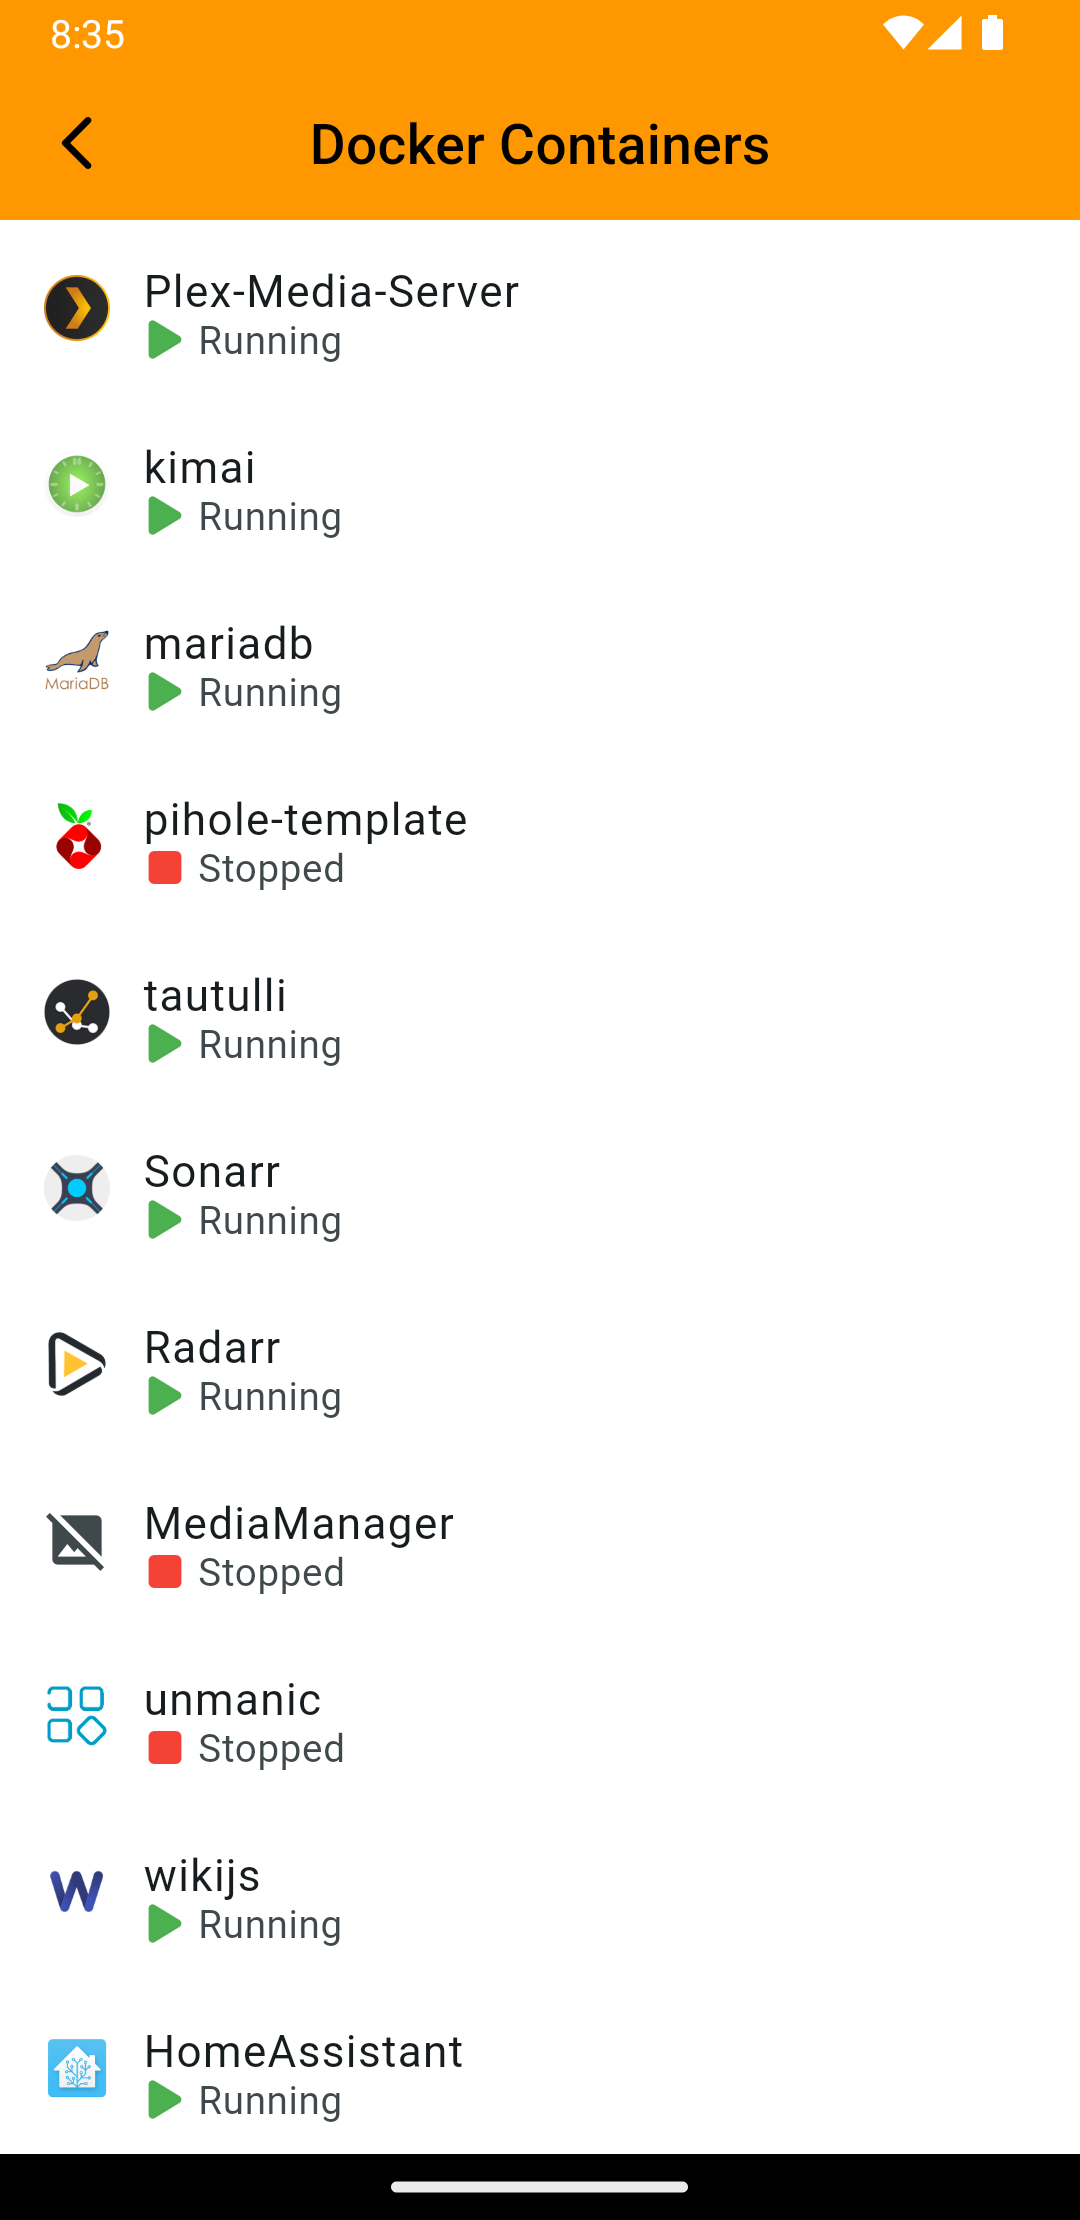 8:35
Docker Containers
Plex-Media-Server
Running
kimai
Running
mariadb
MariaDB
Running
pihole-template
Stopped
tautulli
Running
Sonarr
Running
Radarr
Running
MediaManager
Stopped
unmanic
Stopped
wikijs
Running
HomeAssistant
Running